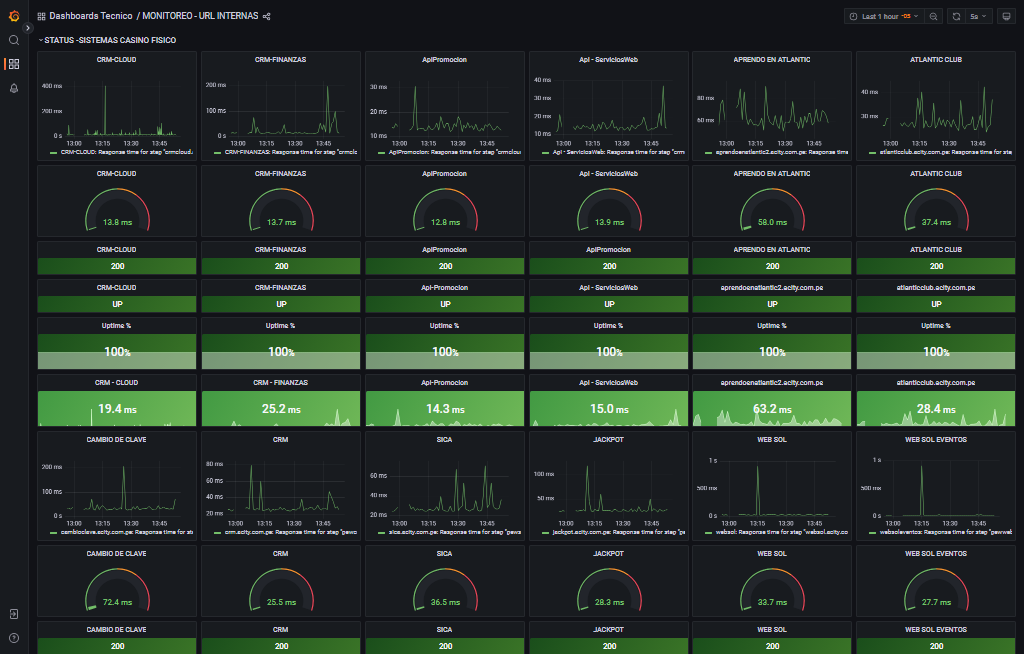 Dashboards Tecnico / MONITOREO - URL INTERNAS
Last 1 hour -05
5s
STATUS -SISTEMAS CASINO FISICO
CRM-CLOUD CRM-FINANZAS ApiPromocion Api - ServiciosWeb APRENDO EN ATLANTIC ATLANTIC CLUB
400 ms
200 ms
0 s
13:00 13:15 13:30 13:45
CRM-CLOUD: Response time for step "crmcloud.
200 ms
100 ms
0 s
13:00 13:15 13:30 13:45
CRM-FINANZAS: Response time for step "crmclo
30 ms
20 ms
10 ms
13:00 13:15 13:30 13:45
ApiPromocion: Response time for step "crmclou
40 ms
30 ms
20 ms
10 ms
13:00 13:15 13:30 13:45
Api - ServiciosWeb: Response time for step "crm
80 ms
60 ms
13:00 13:15 13:30 13:45
aprendoenatlantic2.acity.com.pe: Response time
40 ms
30 ms
13:00 13:15 13:30 13:45
atlanticclub.acity.com.pe: Response time for sta
CRM-CLOUD CRM-FINANZAS ApiPromocion Api - ServiciosWeb APRENDO EN ATLANTIC ATLANTIC CLUB
13.8 ms 13.7 ms 12.8 ms 13.9 ms 58.0 ms 37.4 ms
CRM-CLOUD CRM-FINANZAS ApiPromocion ApiPromocion APRENDO EN ATLANTIC ATLANTIC CLUB
200 200 200 200 200 200
CRM-CLOUD CRM-FINANZAS Api-Promocion Api - ServiciosWeb aprendoenatlantic2.acity.com.pe atlanticclub.acity.com.pe
UP UP UP UP UP UP
Uptime % Uptime % Uptime % Uptime % Uptime % Uptime %
100% 100% 100% 100% 100% 100%
CRM - CLOUD CRM - FINANZAS Api-Promocion Api - ServiciosWeb aprendoenatlantic2.acity.com.pe atlanticclub.acity.com.pe
19.4 ms 25.2 ms 14.3 ms 15.0 ms 63.2 ms 28.4 ms
CAMBIO DE CLAVE CRM SICA JACKPOT WEB SOL WEB SOL EVENTOS
200 ms
100 ms
0 s
13:00 13:15 13:30 13:45
cambioclave.acity.com.pe: Response time for st
80 ms
60 ms
40 ms
20 ms
13:00 13:15 13:30 13:45
crm.acity.com.pe: Response time for step "pewc
60 ms
40 ms
20 ms
13:00 13:15 13:30 13:45
sica.acity.com.pe: Response time for step "pews
100 ms
50 ms
13:00 13:15 13:30 13:45
jackpot.acity.com.pe: Response time for step "ps
1 s
500 ms
0 s
13:00 13:15 13:30 13:45
websol: Response time for step "websol.acity.co
1 s
500 ms
0 s
13:00 13:15 13:30 13:45
websoleventos: Response time for step "pewwet
CAMBIO DE CLAVE CRM SICA JACKPOT WEB SOL WEB SOL EVENTOS
72.4 ms 25.5 ms 36.5 ms 28.3 ms 33.7 ms 27.7 ms
CAMBIO DE CLAVE CRM SICA JACKPOT WEB SOL WEB SOL EVENTOS
200 200 200 200 200 200